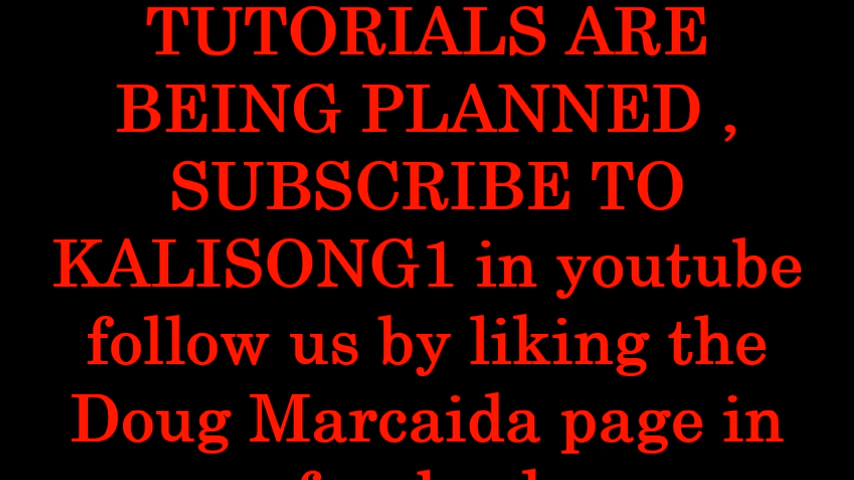 TUTORIALS ARE
BEING PLANNED ,
SUBSCRIBE TO
KALISONG1 in youtube
follow us by liking the
Doug Marcaida page in